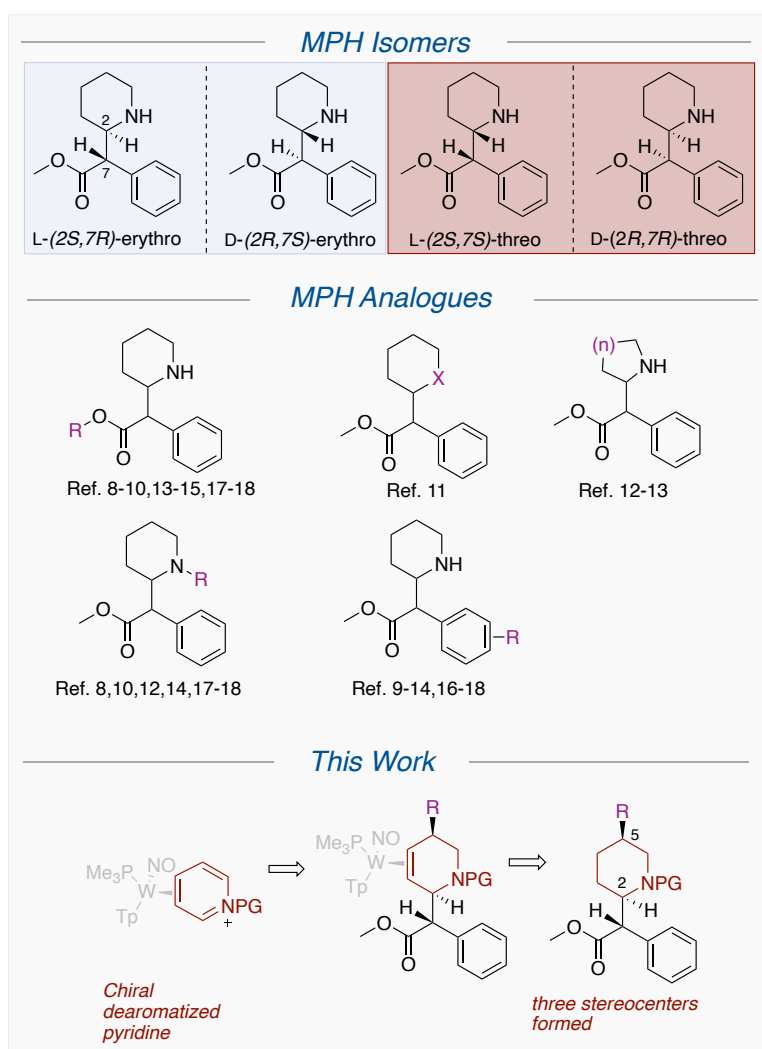 MPH Isomers
NH
2
H
H
O
7
O
L-(2S,7R)-erythro
NH
H
H
O
O
D-(2R,7S)-erythro
NH
H
H
O
O
L-(2S,7S)-threo
NH
H
H
O
O
D-(2R,7R)-threo
MPH Analogues
NH
O
R
O
Ref. 8-10,13-15,17-18
X
O
O
Ref. 11
(n)
NH
O
O
Ref. 12-13
N
R
O
O
Ref. 8,10,12,14,17-18
NH
O
O
R
Ref. 9-14,16-18
This Work
NO
Me3P
W
Tp
NPG
+
Chiral
dearomatized
pyridine
R
NO
Me3P
W
Tp
NPG
H
H
O
O
R
5
2
NPG
H
H
O
O
three stereocenters
formed